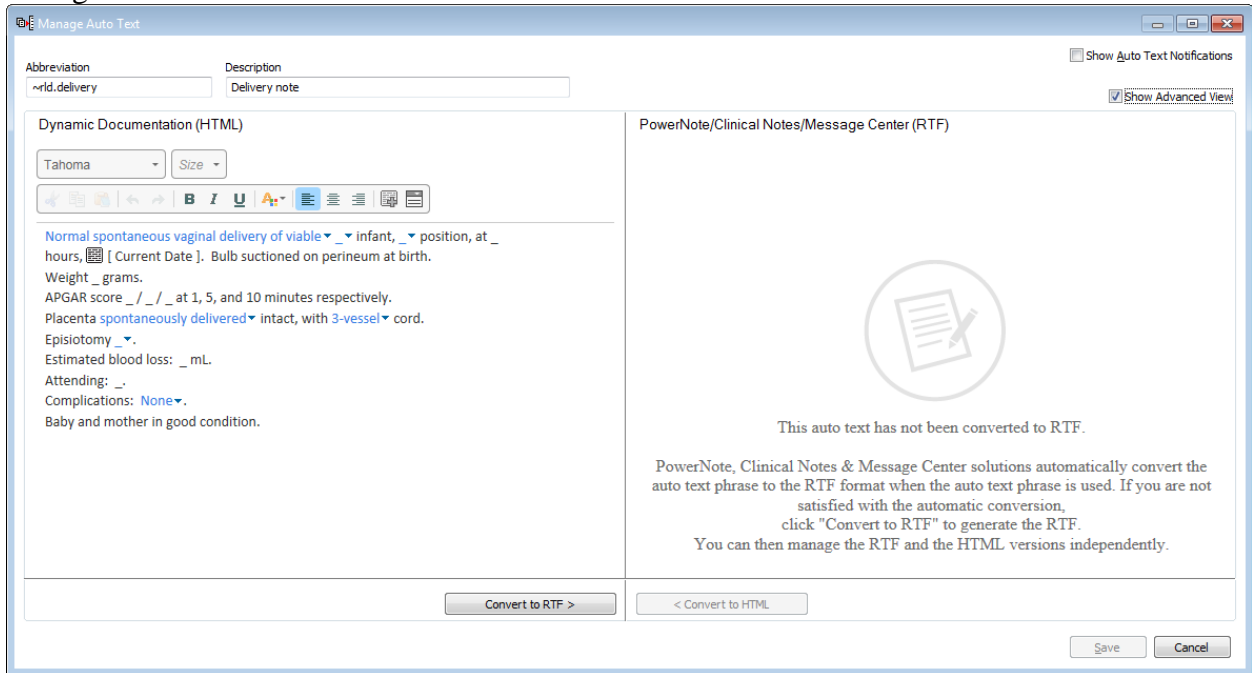 Manage Auto Text
Show Auto Text Notifications
Abbreviation Description
~rld.delivery Delivery note
Show Advanced View
Dynamic Documentation (HTML) PowerNote/Clinical Notes/Message Center (RTF)
Tahoma Size
B I U A
Normal spontaneous vaginal delivery of viable _ infant, _ position, at _
hours, [ Current Date ]. Bulb suctioned on perineum at birth.
Weight _ grams.
APGAR score _ / _ / _ at 1, 5, and 10 minutes respectively.
Placenta spontaneously delivered intact, with 3-vessel cord.
Episiotomy _.
Estimated blood loss: _ mL.
Attending: _.
Complications: None.
Baby and mother in good condition.
This auto text has not been converted to RTF.
PowerNote, Clinical Notes & Message Center solutions automatically convert the
auto text phrase to the RTF format when the auto text phrase is used. If you are not
satisfied with the automatic conversion,
click "Convert to RTF" to generate the RTF.
You can then manage the RTF and the HTML versions independently.
Convert to RTF > < Convert to HTML
Save Cancel